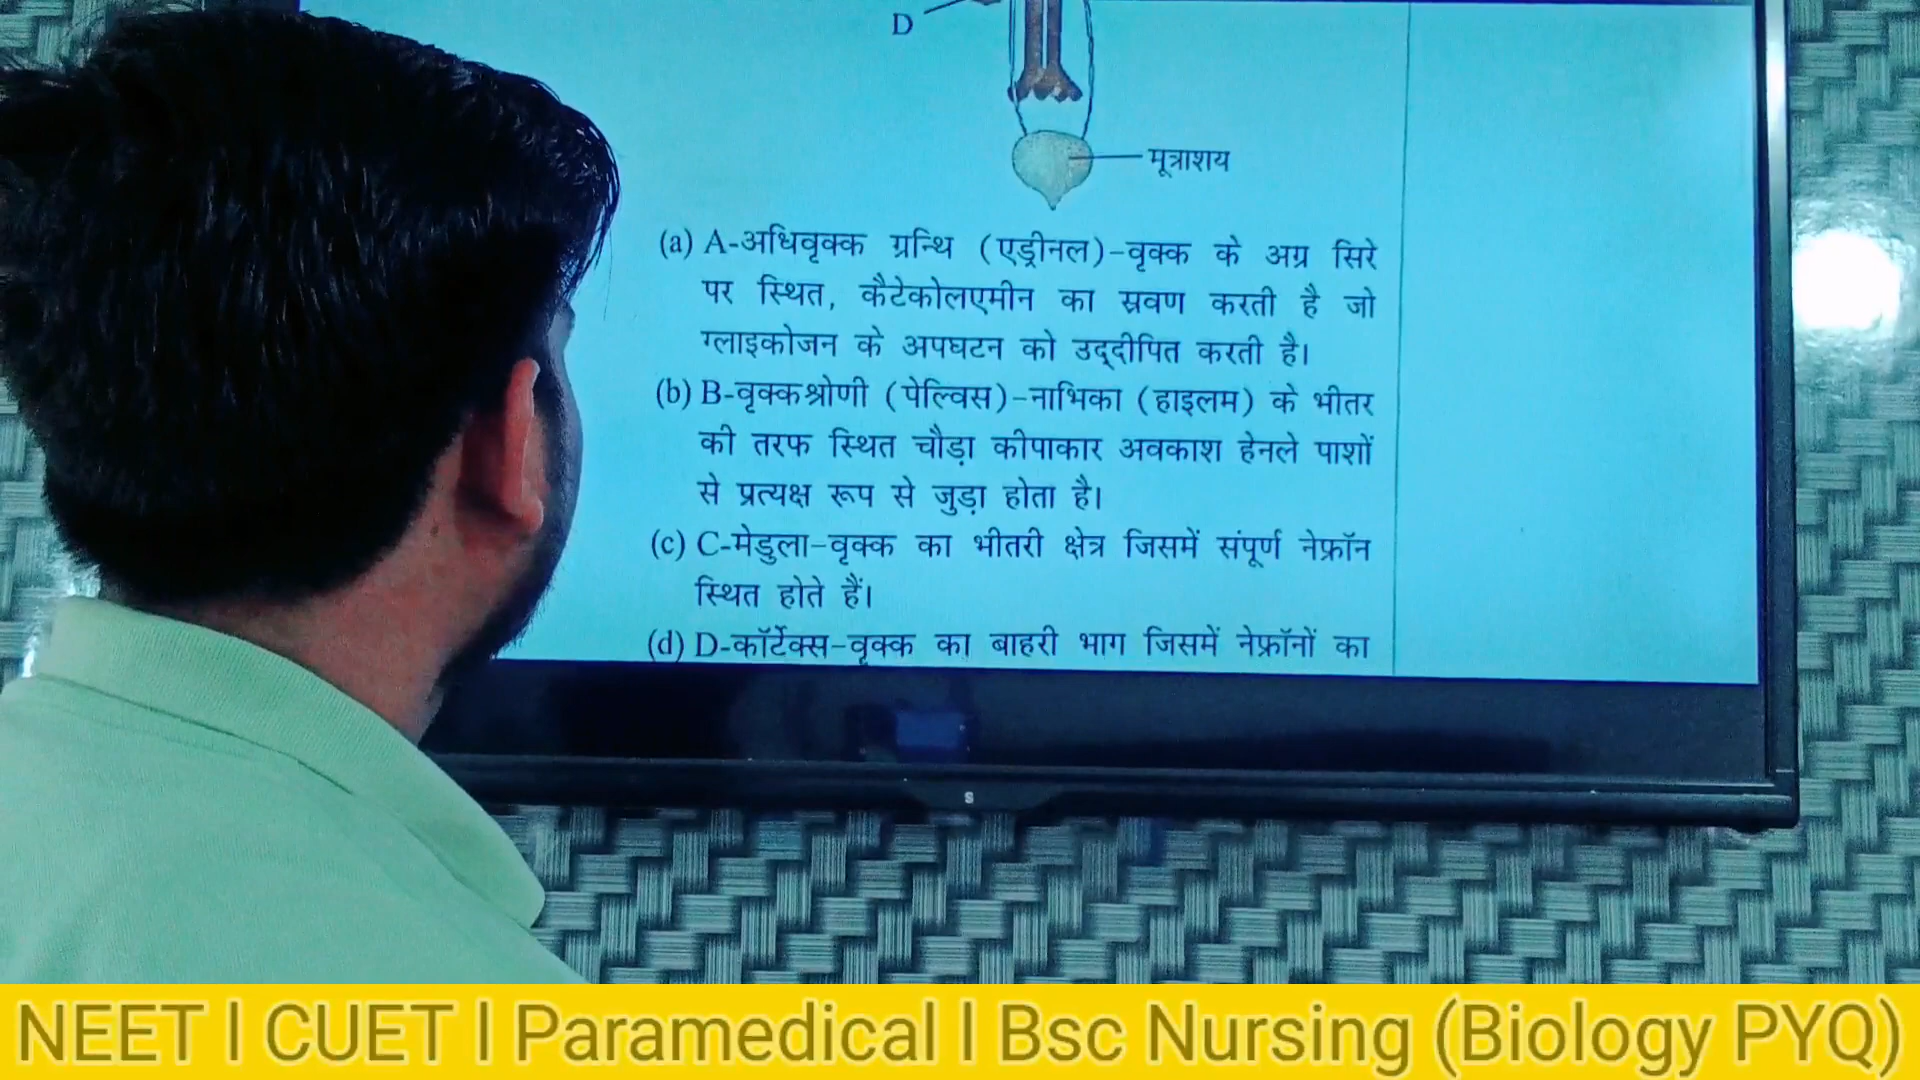 D
मूत्राशय
(a) A-अधिवृक्क ग्रन्थि (एड्रीनल)-वृक्क के अग्र सिरे
पर स्थित, कैटेकोलएमीन का स्रवण करती है जो
ग्लाइकोजन के अपघटन को उद्दीपित करती है।
(b) B-वृक्कश्रोणी (पेल्विस)-नाभिका (हाइलम) के भीतर
की तरफ स्थित चौड़ा कीपाकार अवकाश हेनले पाशों
से प्रत्यक्ष रूप से जुड़ा होता है।
(c) C-मेडुला-वृक्क का भीतरी क्षेत्र जिसमें संपूर्ण नेफ्रॉन
स्थित होते हैं।
(d) D-कॉर्टेक्स-वृक्क का बाहरी भाग जिसमें नेफ्रॉनों का
S
NEET l CUET l Paramedical l Bsc Nursing (Biology PYQ)